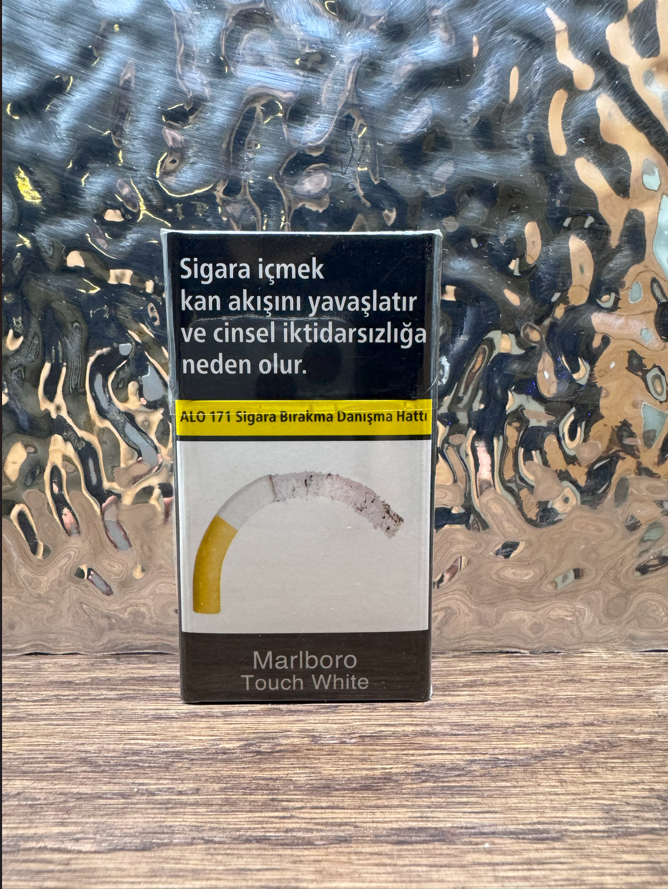 Sigara içmek
kan akışını yavaşlatır
ve cinsel iktidarsızlığa
neden olur.
ALO 171 Sigara Bırakma Danışma Hattı
Marlboro
Touch White